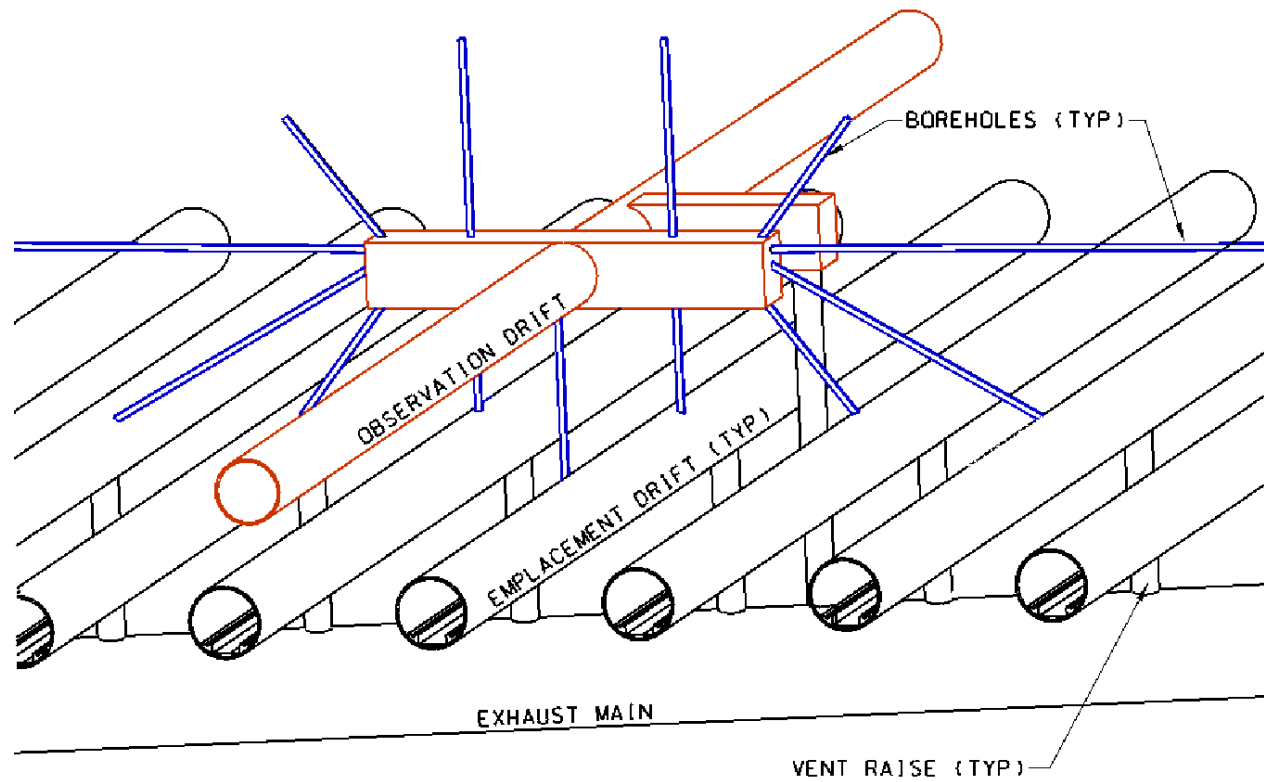 BOREHOLES (TYP)
OBSERVATION DRIFT
EMPLACEMENT DRIFT (TYP)
EXHAUST MAIN
VENT RAISE (TYP)